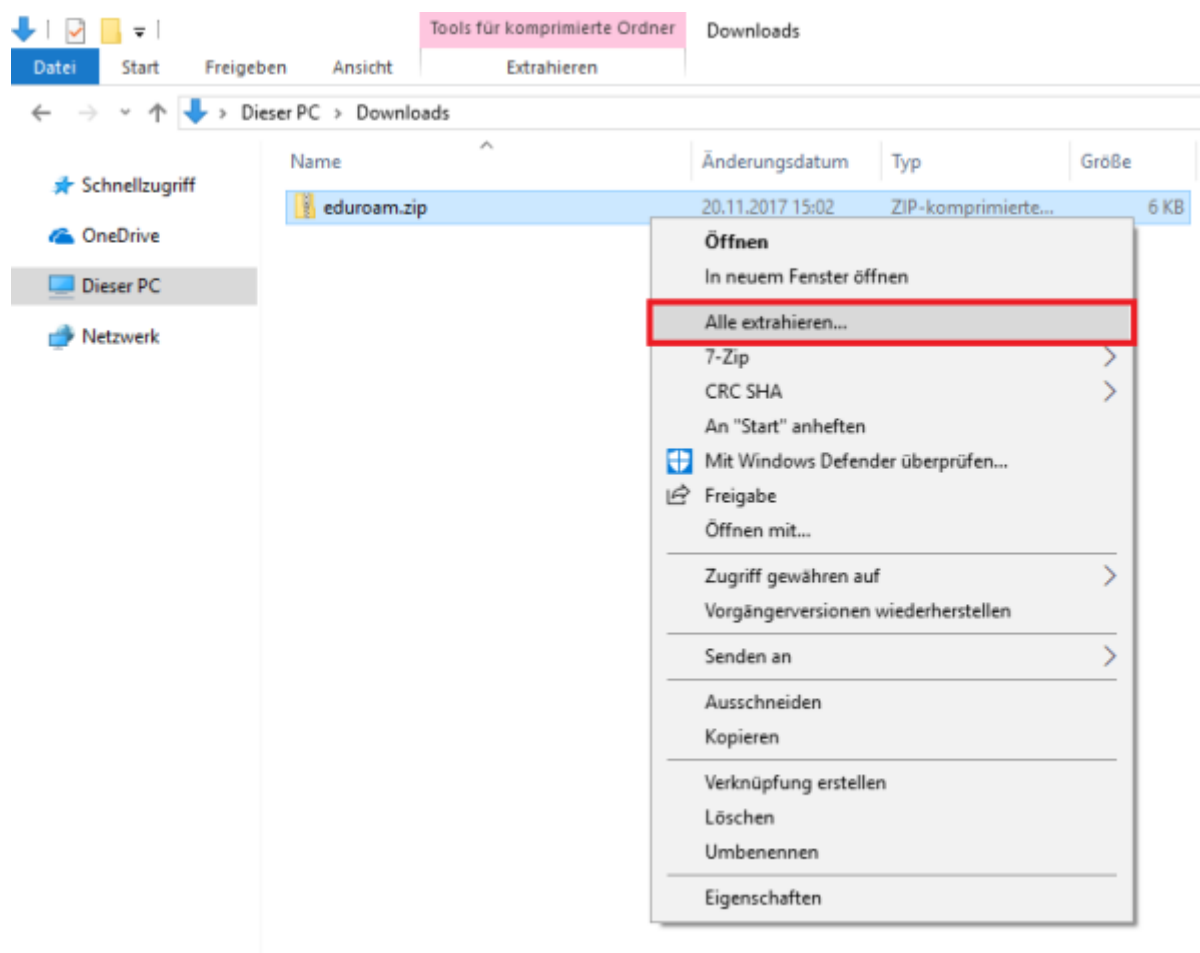 Tools für komprimierte Ordner
Downloads
Datei Start Freigeben Ansicht Extrahieren
Dieser PC > Downloads
Name Änderungsdatum Typ Größe
Schnellzugriff
OneDrive
Dieser PC
Netzwerk
eduroam.zip 20.11.2017 15:02 ZIP-komprimierte... 6 KB
Öffnen
In neuem Fenster öffnen
Alle extrahieren...
7-Zip
CRC SHA
An "Start" anheften
Mit Windows Defender überprüfen...
Freigabe
Öffnen mit...
Zugriff gewähren auf
Vorgängerversionen wiederherstellen
Senden an
Ausschneiden
Kopieren
Verknüpfung erstellen
Löschen
Umbenennen
Eigenschaften